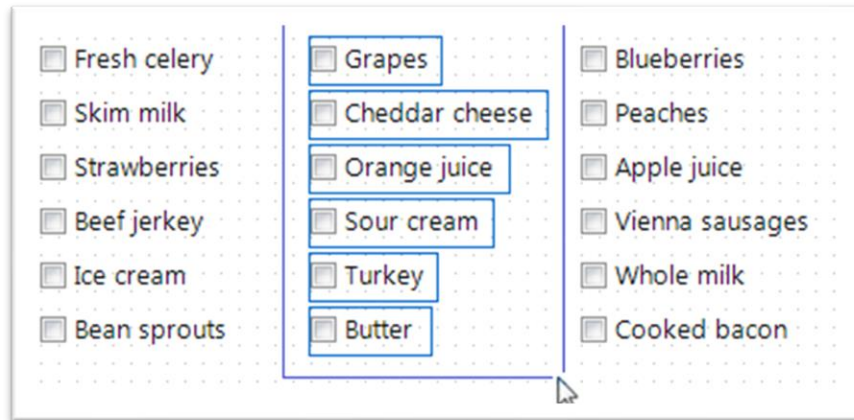 Fresh celery
Skim milk
Strawberries
Beef jerkey
Ice cream
Bean sprouts
Grapes
Cheddar cheese
Orange juice
Sour cream
Turkey
Butter
Blueberries
Peaches
Apple juice
Vienna sausages
Whole milk
Cooked bacon